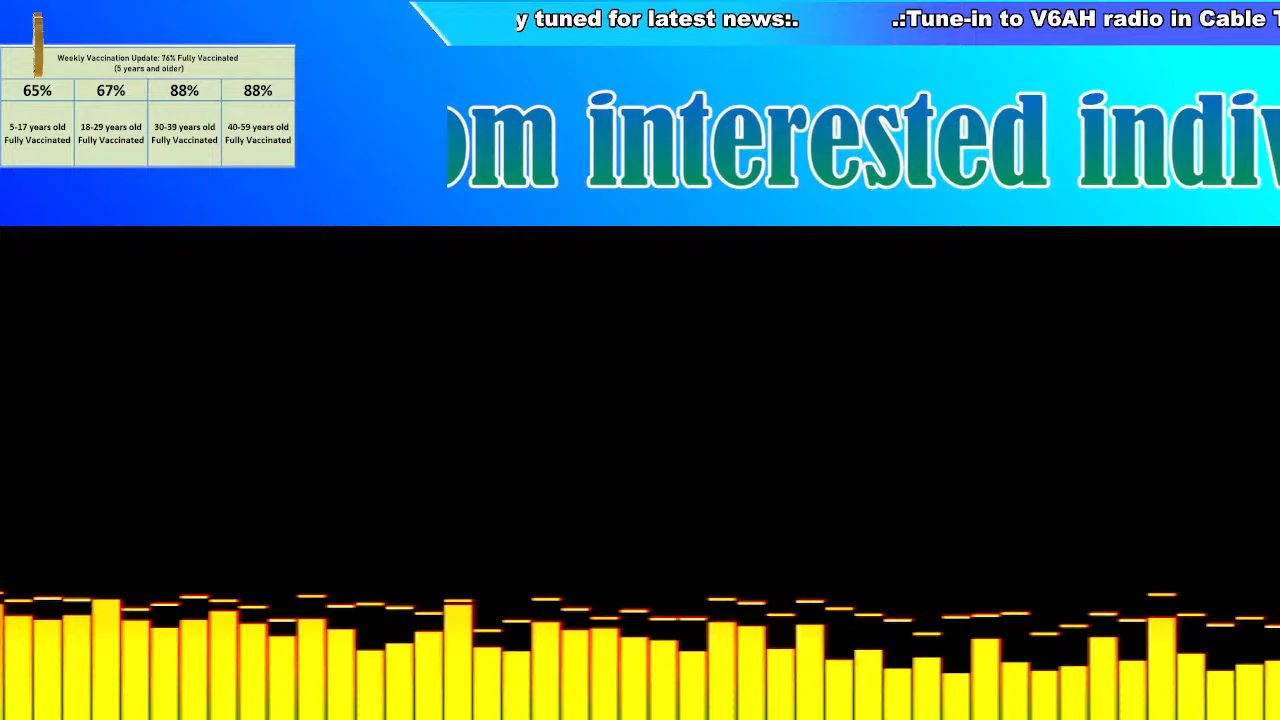 y tuned for latest news:. .:Tune-in to V6AH radio in Cable T
Weekly Vaccination Update: 76% Fully Vaccinated
(5 years and older)
65% 67% 88% 88%
5-17 years old 18-29 years old 30-39 years old 40-59 years old
Fully Vaccinated Fully Vaccinated Fully Vaccinated Fully Vaccinated
om interested indiv